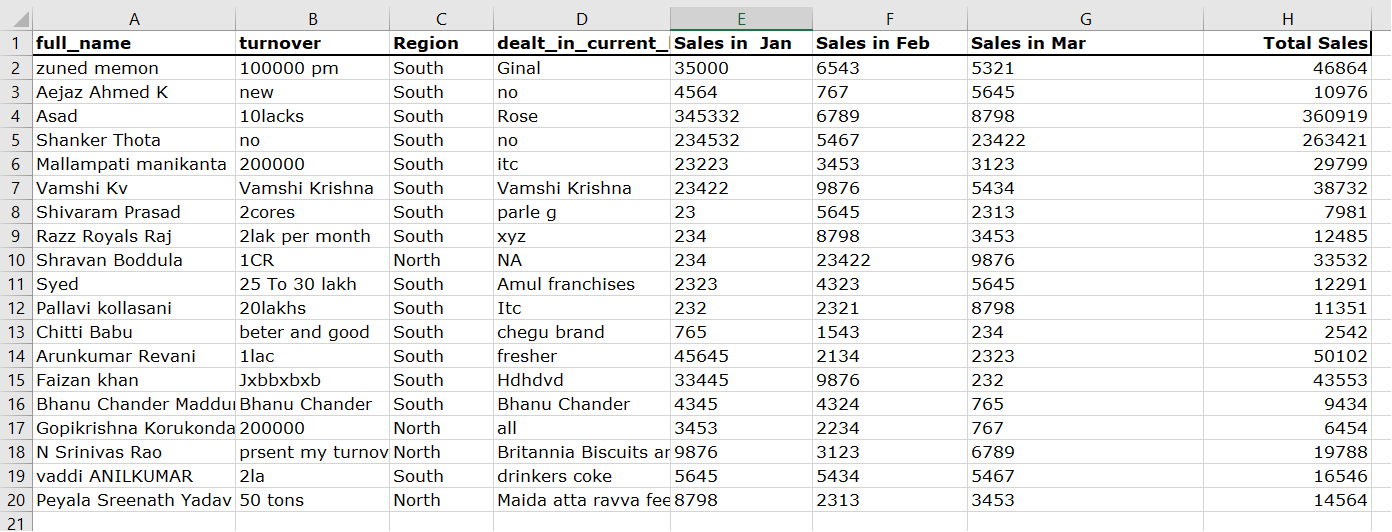 A B C D E F G H
1 full_name turnover Region dealt_in_current_ Sales in  Jan Sales in Feb Sales in Mar Total Sales
2 zuned memon 100000 pm South Ginal 35000 6543 5321 46864
3 Aejaz Ahmed K new South no 4564 767 5645 10976
4 Asad 10lacks South Rose 345332 6789 8798 360919
5 Shanker Thota no South no 234532 5467 23422 263421
6 Mallampati manikanta 200000 South itc 23223 3453 3123 29799
7 Vamshi Kv Vamshi Krishna South Vamshi Krishna 23422 9876 5434 38732
8 Shivaram Prasad 2cores South parle g 23 5645 2313 7981
9 Razz Royals Raj 2lak per month South xyz 234 8798 3453 12485
10 Shravan Boddula 1CR North NA 234 23422 9876 33532
11 Syed 25 To 30 lakh South Amul franchises 2323 4323 5645 12291
12 Pallavi kollasani 20lakhs South Itc 232 2321 8798 11351
13 Chitti Babu beter and good South chegu brand 765 1543 234 2542
14 Arunkumar Revani 1lac South fresher 45645 2134 2323 50102
15 Faizan khan Jxbbxbxb South Hdhdvd 33445 9876 232 43553
16 Bhanu Chander Maddu Bhanu Chander South Bhanu Chander 4345 4324 765 9434
17 Gopikrishna Korukonda 200000 North all 3453 2234 767 6454
18 N Srinivas Rao prsent my turnov North Britannia Biscuits ar 9876 3123 6789 19788
19 vaddi ANILKUMAR 2la South drinkers coke 5645 5434 5467 16546
20 Peyala Sreenath Yadav 50 tons North Maida atta ravva fee 8798 2313 3453 14564
21